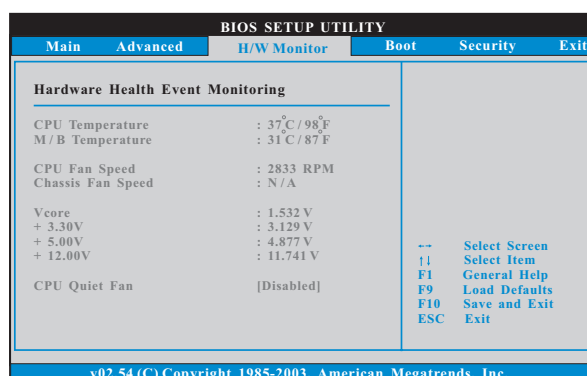 BIOS SETUP UTILITY
Main Advanced H/W Monitor Boot Security Exit
Hardware Health Event Monitoring
CPU Temperature : 37°C / 98°F
M / B Temperature : 31°C / 87°F
CPU Fan Speed : 2833 RPM
Chassis Fan Speed : N / A
Vcore : 1.532 V
+ 3.30V : 3.129 V
+ 5.00V : 4.877 V
+ 12.00V : 11.741 V
CPU Quiet Fan [Disabled]
←→ Select Screen
↑↓ Select Item
F1 General Help
F9 Load Defaults
F10 Save and Exit
ESC Exit
v02.54 (C) Copyright 1985-2003, American Megatrends, Inc.